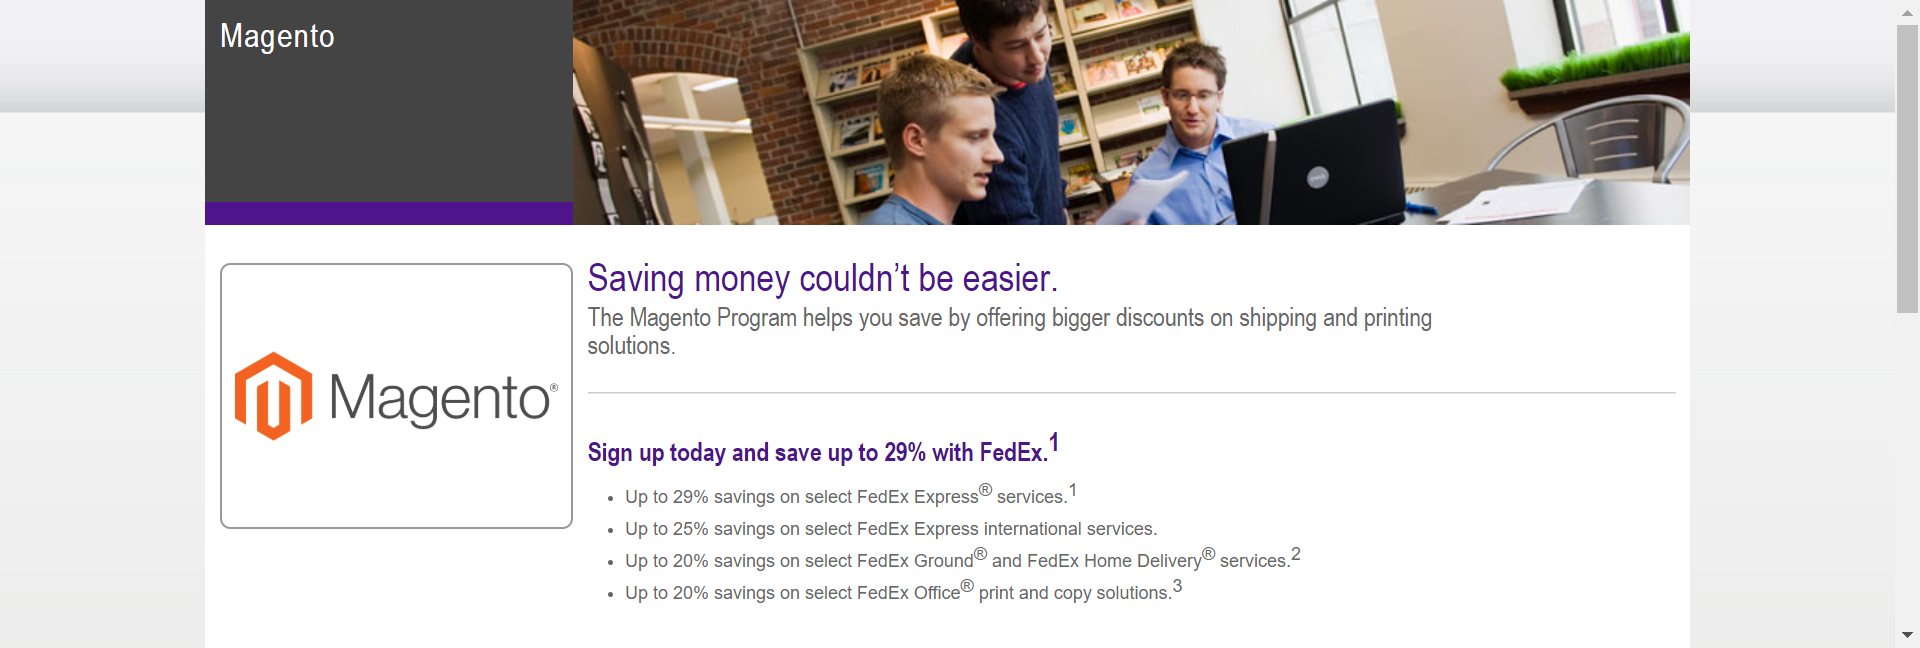 Magento
Saving money couldn’t be easier.
The Magento Program helps you save by offering bigger discounts on shipping and printing
solutions.
Magento®
Sign up today and save up to 29% with FedEx.1
• Up to 29% savings on select FedEx Express® services.1
• Up to 25% savings on select FedEx Express international services.
• Up to 20% savings on select FedEx Ground® and FedEx Home Delivery® services.2
• Up to 20% savings on select FedEx Office® print and copy solutions.3